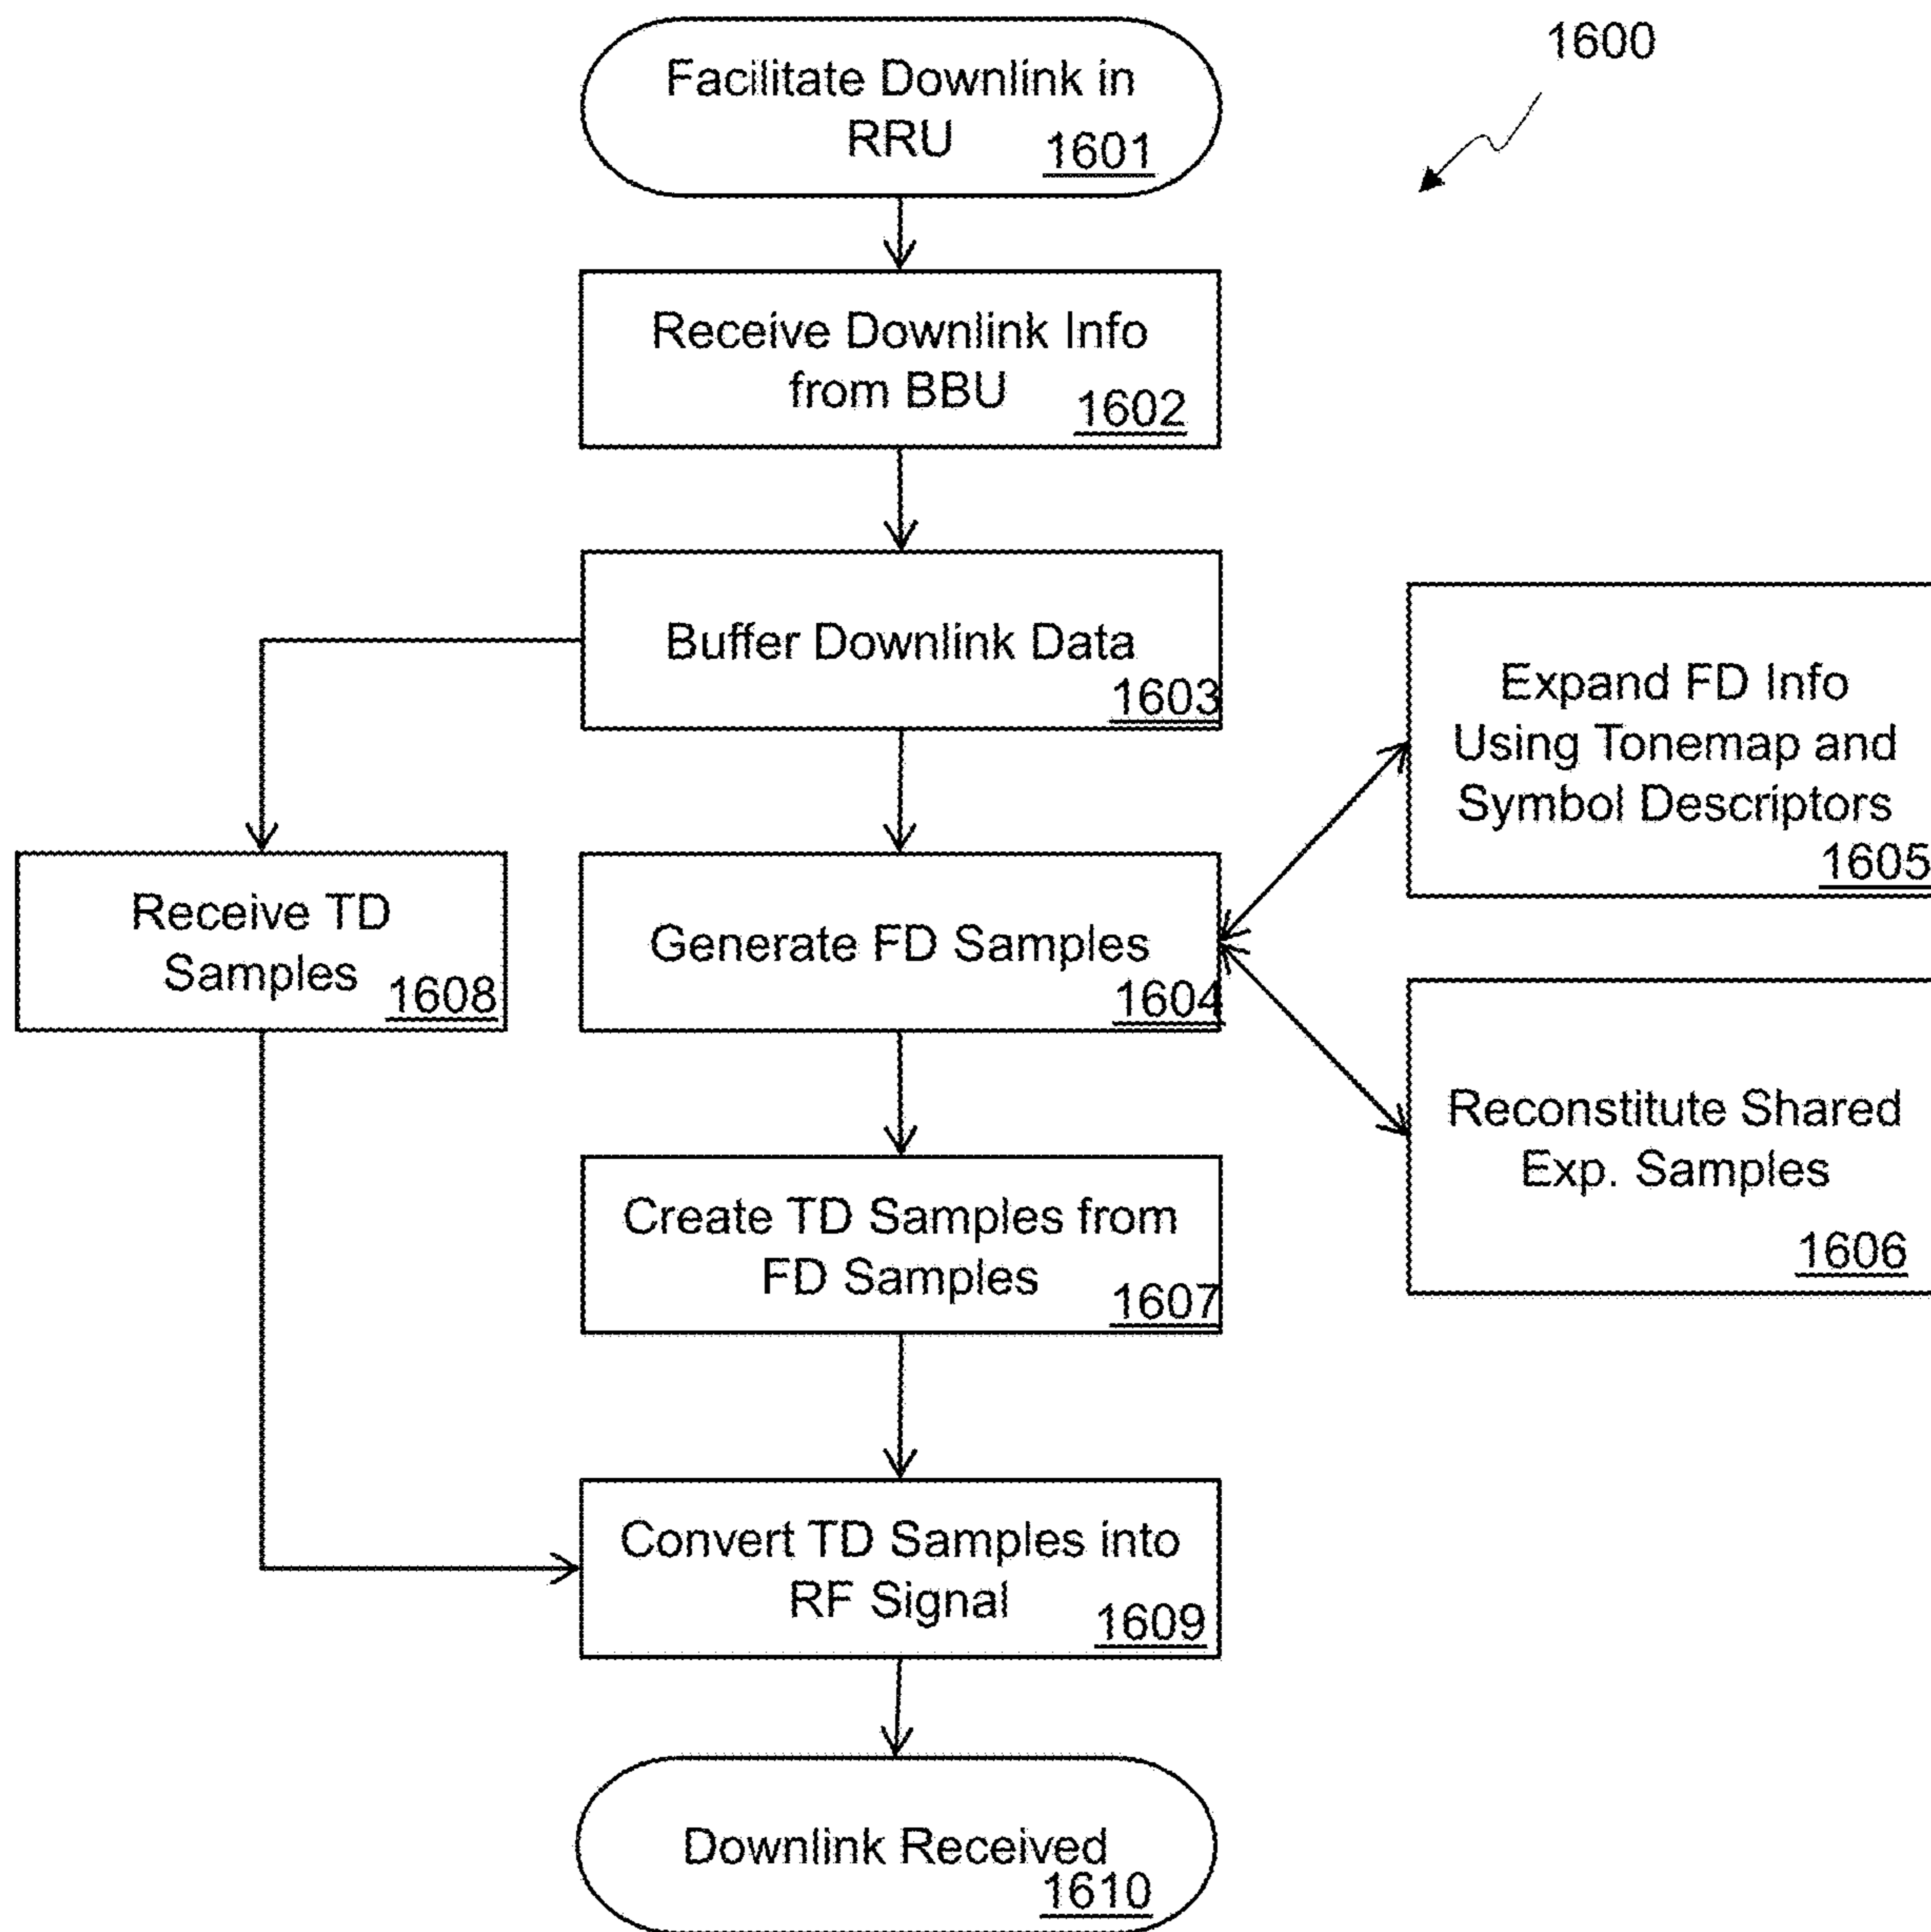 1600
Facilitate Downlink in
RRU 1601
Receive Downlink Info
from BBU 1602
Buffer Downlink Data
1603
Expand FD Info
Using Tonemap and
Symbol Descriptors
1605
Receive TD
Samples 1608
Generate FD Samples
1604
Reconstitute Shared
Exp. Samples
1606
Create TD Samples from
FD Samples 1607
Convert TD Samples into
RF Signal 1609
Downlink Received
1610